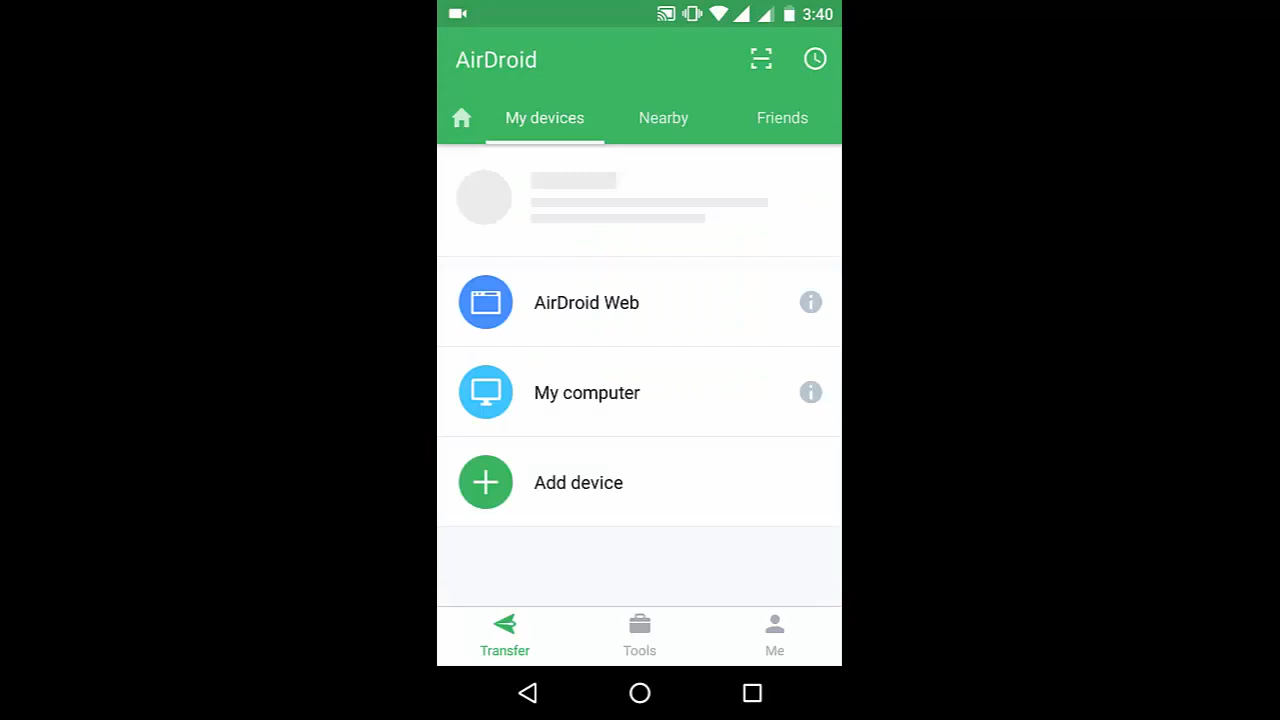 3:40
AirDroid
My devices
Nearby
Friends
AirDroid Web
My computer
Add device
Transfer
Tools
Me